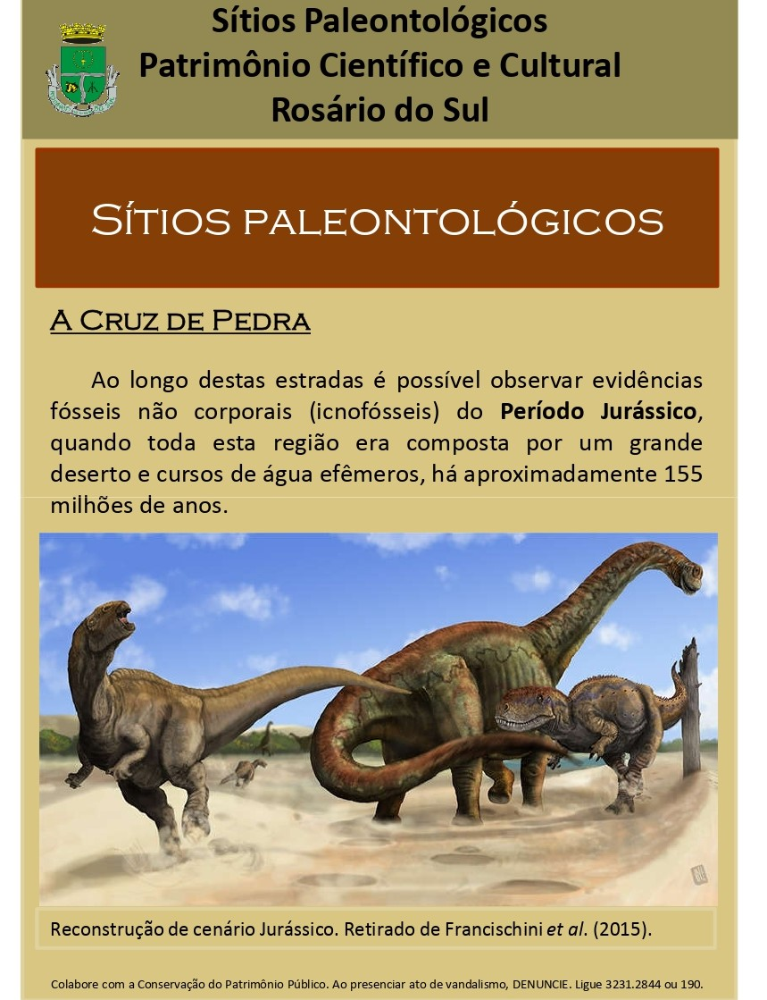 Sítios Paleontológicos
Patrimônio Científico e Cultural
Rosário do Sul
Sítios paleontológicos
A Cruz de Pedra
Ao longo destas estradas é possível observar evidências
fósseis não corporais (icnofósseis) do Período Jurássico,
quando toda esta região era composta por um grande
deserto e cursos de água efêmeros, há aproximadamente 155
milhões de anos.
Reconstrução de cenário Jurássico. Retirado de Francischini et al. (2015).
Colabore com a Conservação do Patrimônio Público. Ao presenciar ato de vandalismo, DENUNCIE. Ligue 3231.2844 ou 190.